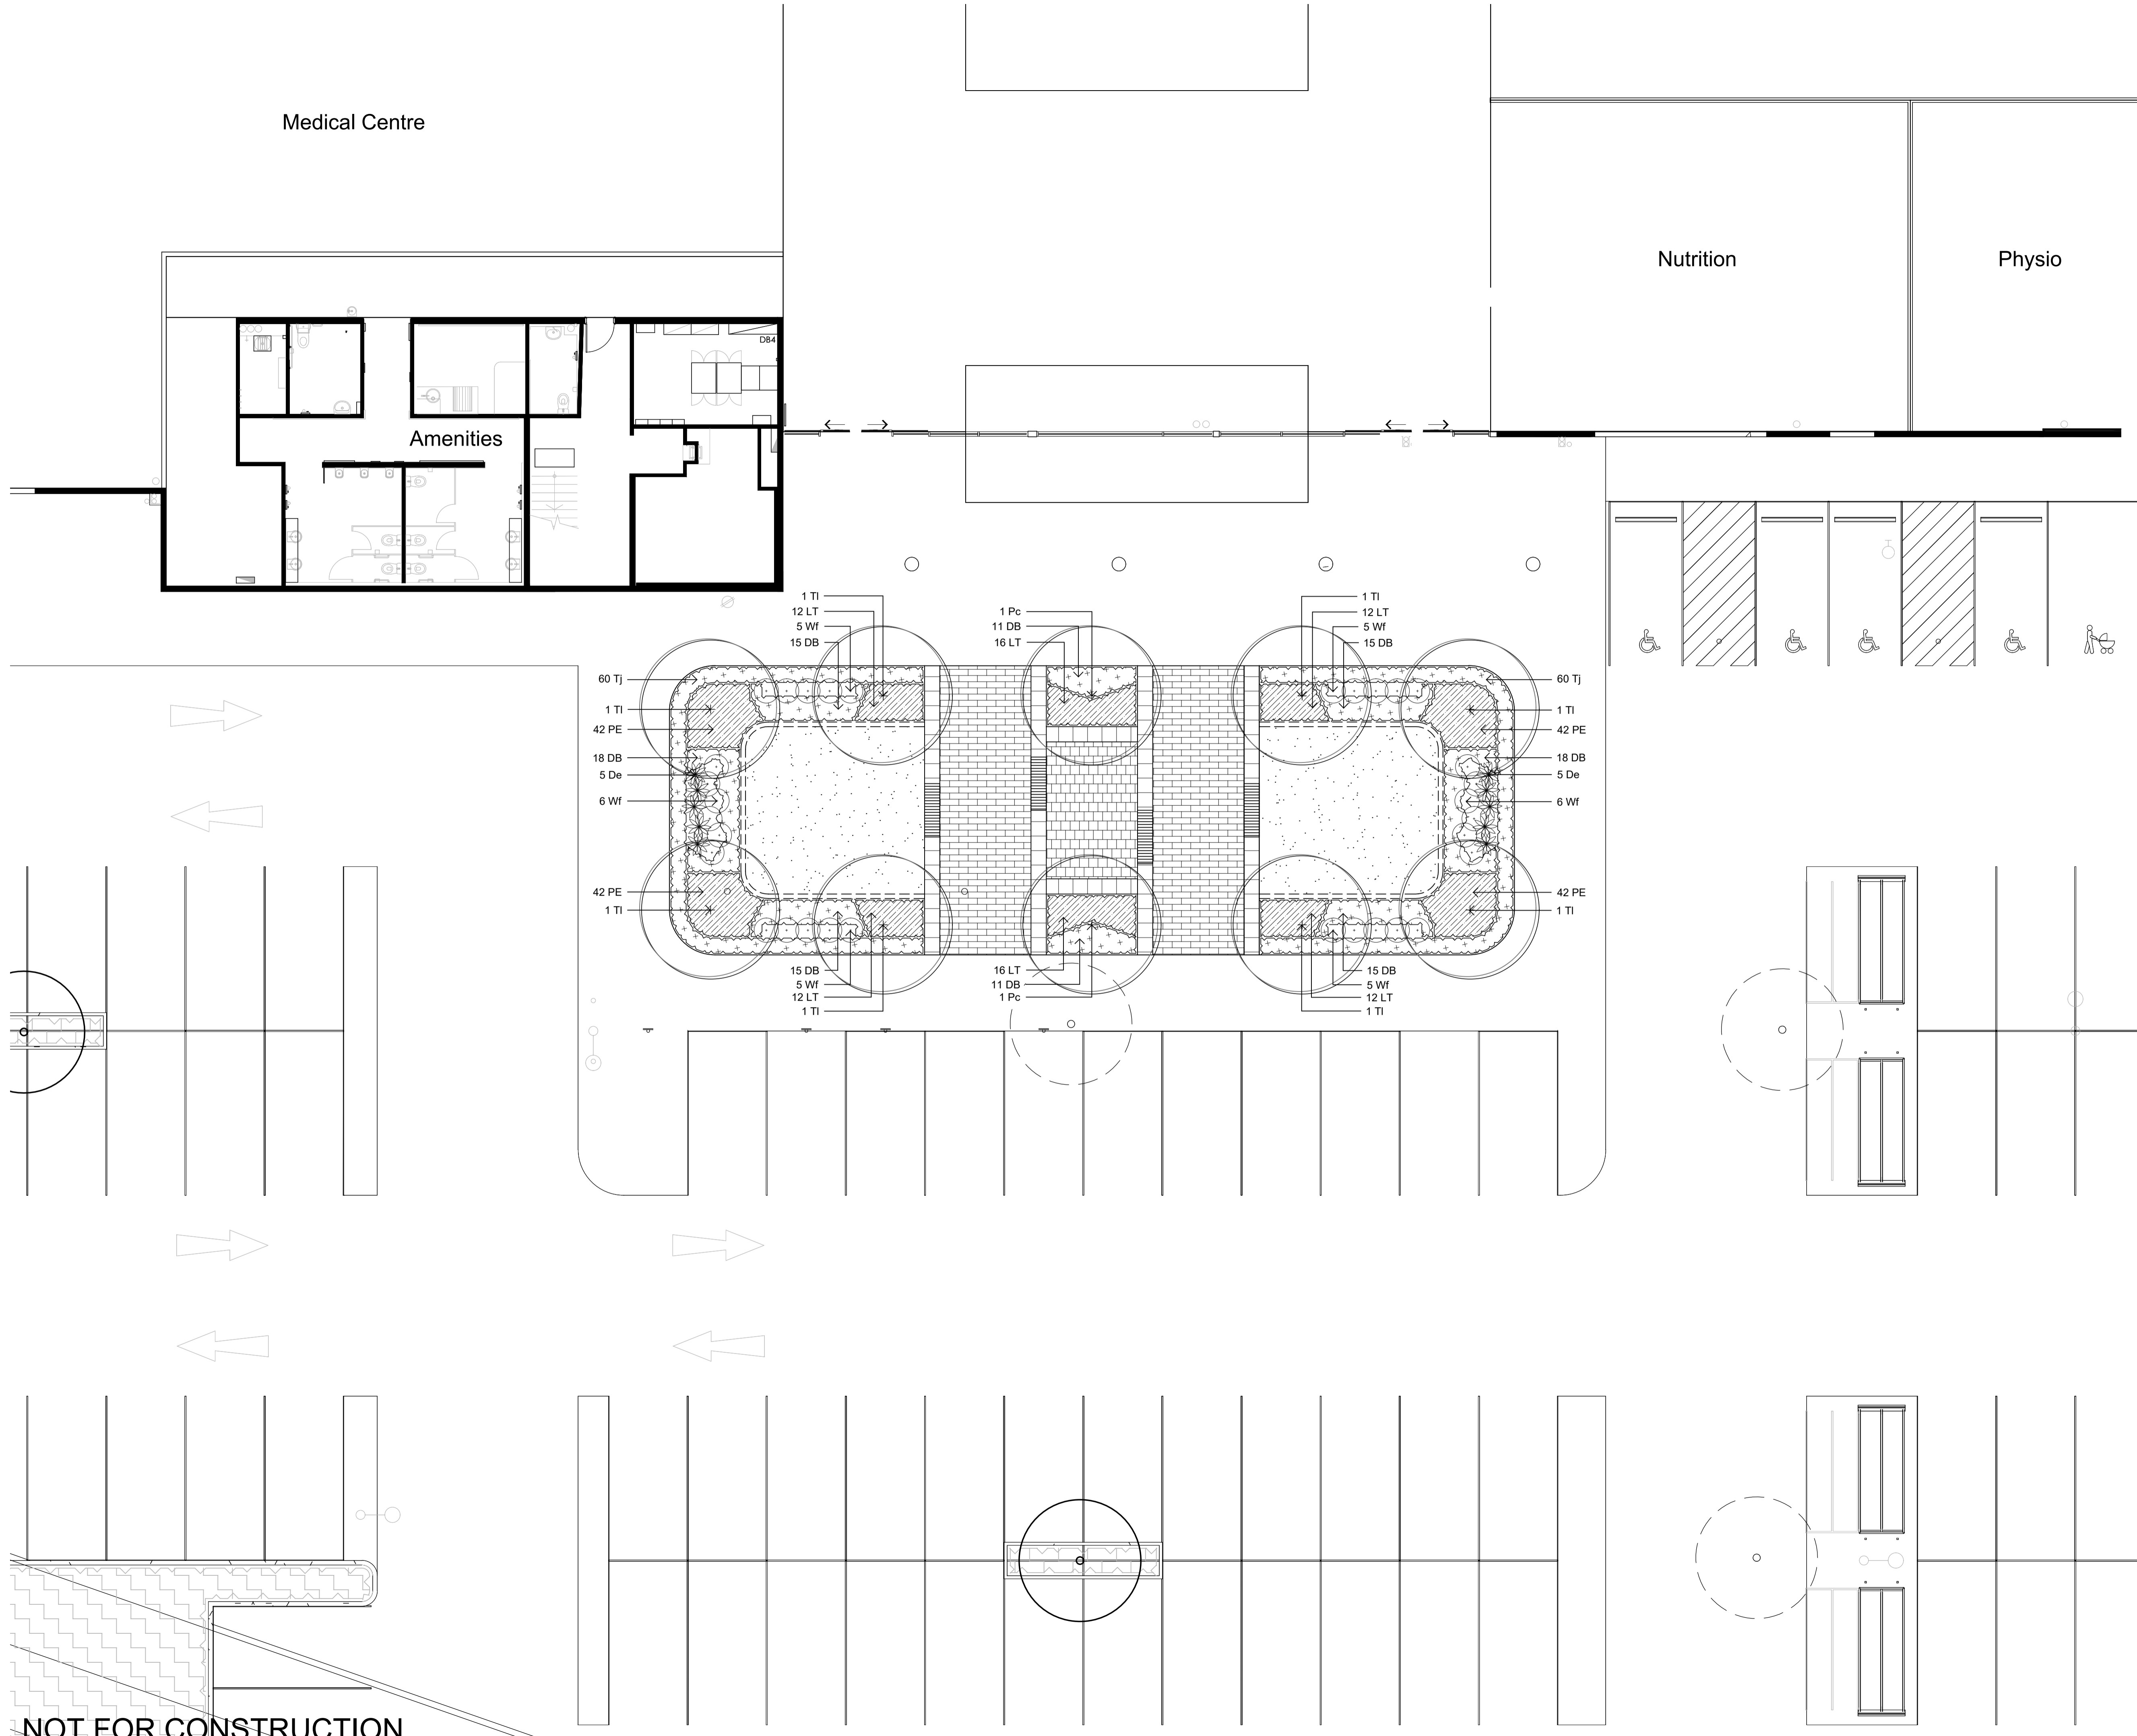 Medical Centre
Nutrition
Physio
DB4
Amenities
1 Tl
12 LT
5 Wf
15 DB
1 Pc
11 DB
16 LT
1 Tl
12 LT
5 Wf
15 DB
60 Tj
1 Tl
42 PE
18 DB
5 De
6 Wf
42 PE
1 Tl
60 Tj
1 Tl
42 PE
18 DB
5 De
6 Wf
42 PE
1 Tl
15 DB
5 Wf
12 LT
1 Tl
16 LT
11 DB
1 Pc
15 DB
5 Wf
12 LT
1 Tl
NOT FOR CONSTRUCTION